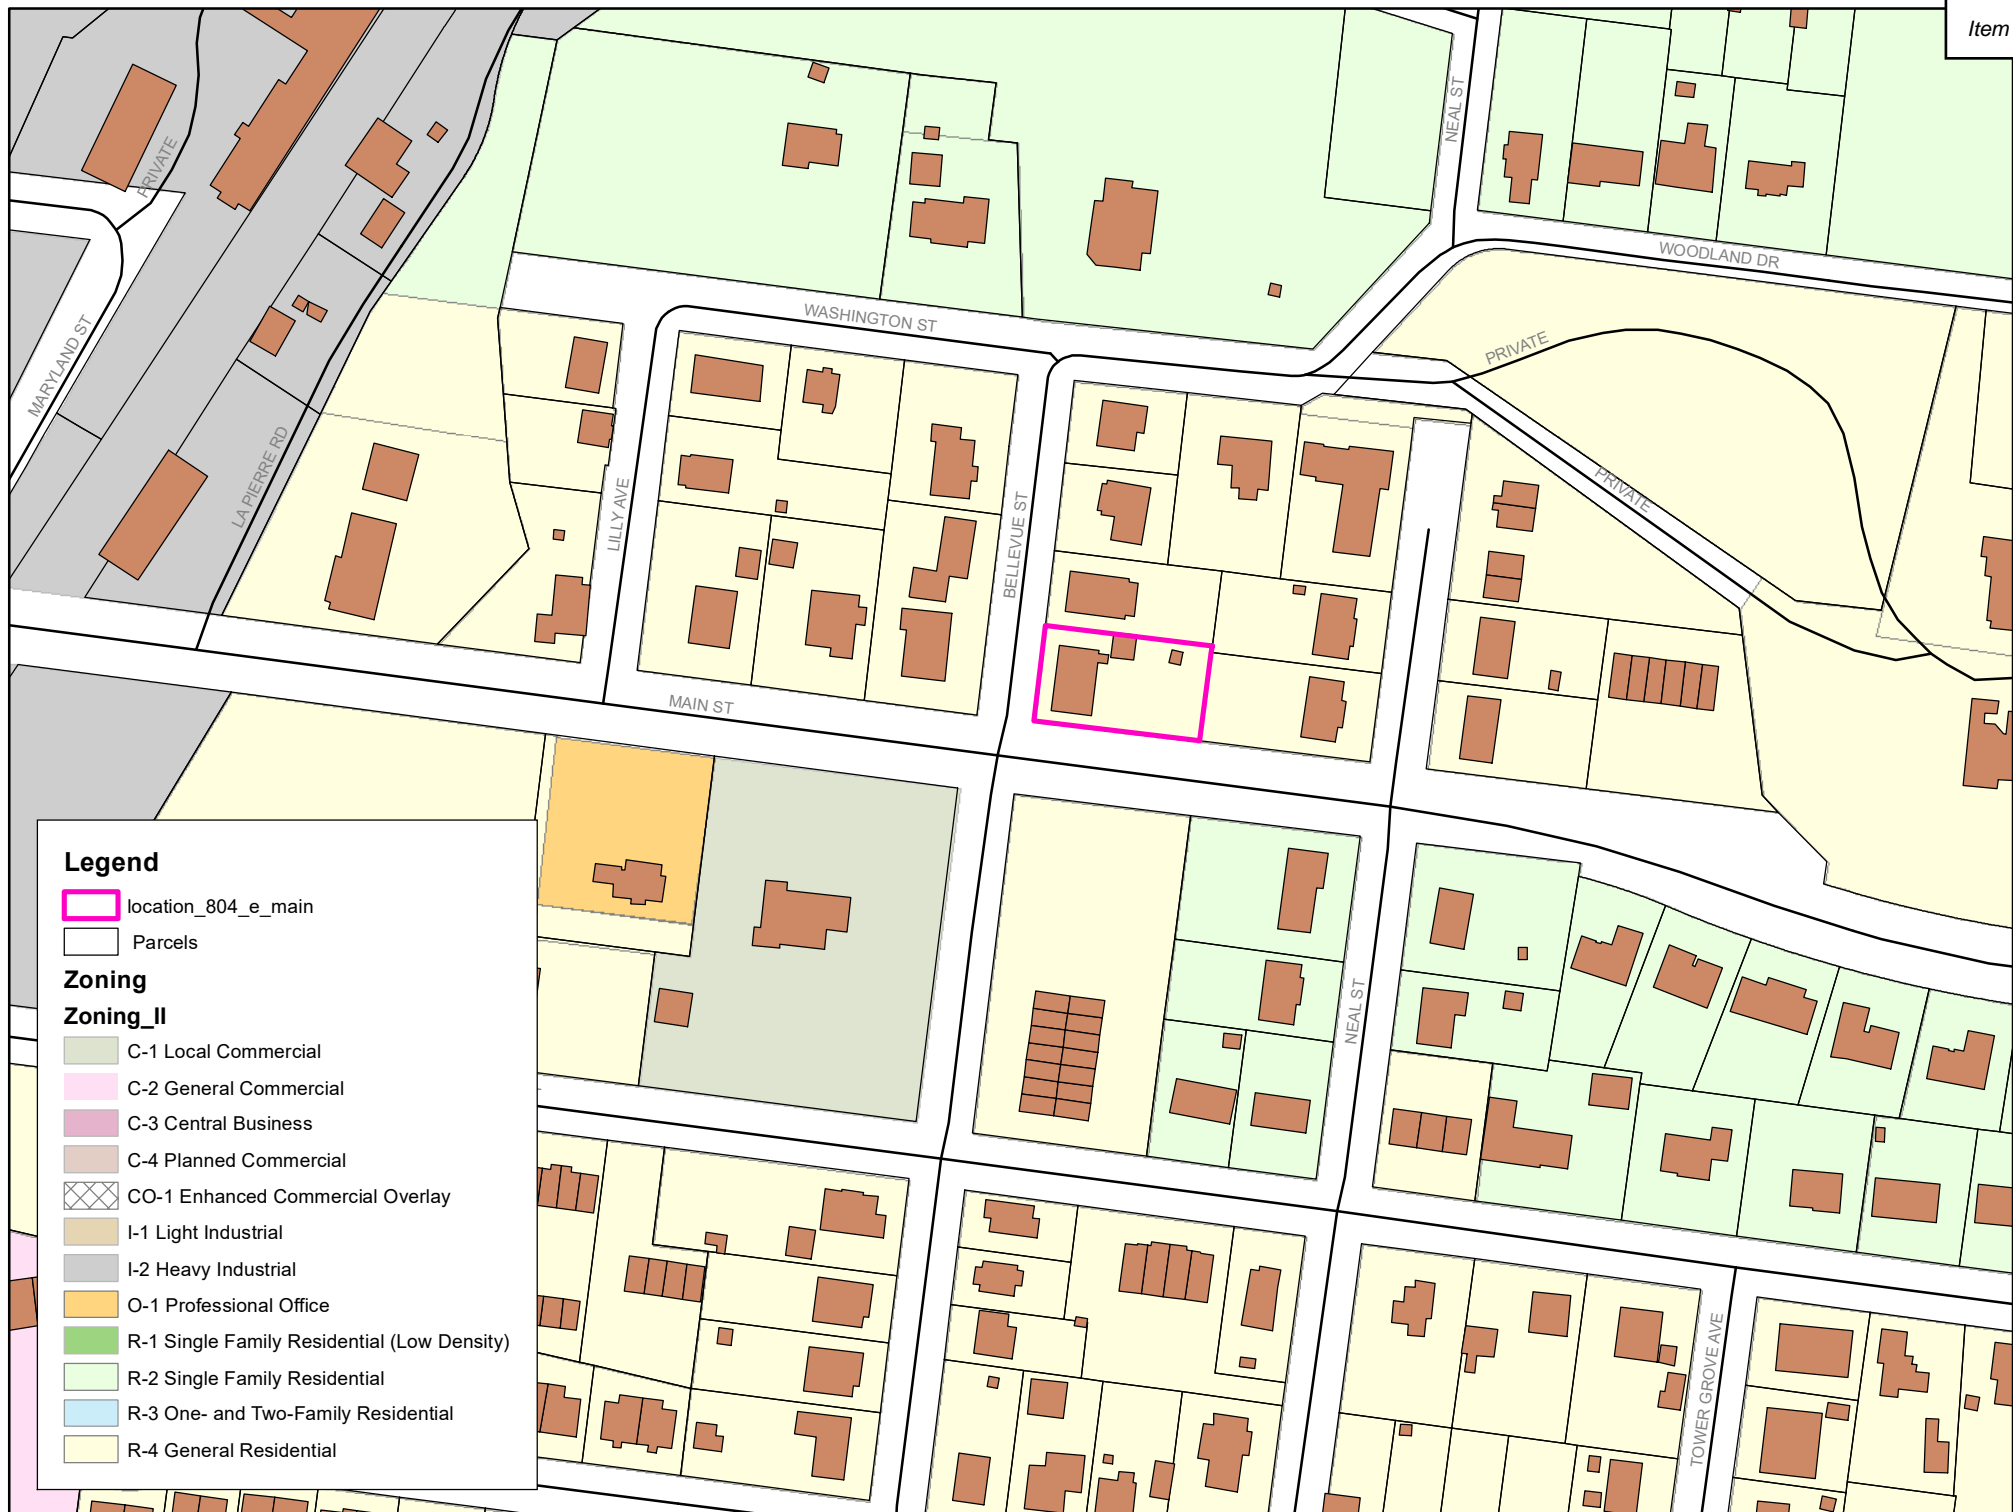 Item
NEAL ST
PRIVATE
WOODLAND DR
WASHINGTON ST
PRIVATE
MARYLAND ST
LA PIERRE RD
LILLY AVE
BELLEVUE ST
PRIVATE
MAIN ST
NEAL ST
TOWER GROVE AVE
Legend
location_804_e_main
Parcels
Zoning
Zoning_II
C-1 Local Commercial
C-2 General Commercial
C-3 Central Business
C-4 Planned Commercial
CO-1 Enhanced Commercial Overlay
I-1 Light Industrial
I-2 Heavy Industrial
O-1 Professional Office
R-1 Single Family Residential (Low Density)
R-2 Single Family Residential
R-3 One- and Two-Family Residential
R-4 General Residential